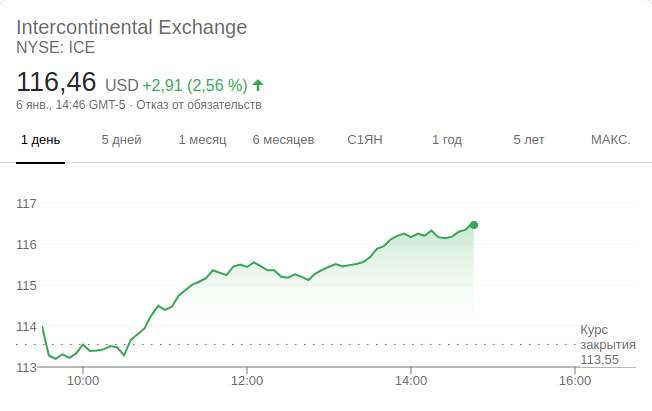 Intercontinental Exchange
NYSE: ICE
116,46 USD +2,91 (2,56 %)
6 янв., 14:46 GMT-5 · Отказ от обязательств
1 день 5 дней 1 месяц 6 месяцев С1ЯН 1 год 5 лет МАКС.
117
116
115
114
113
Курс
закрытия
113,55
10:00 12:00 14:00 16:00